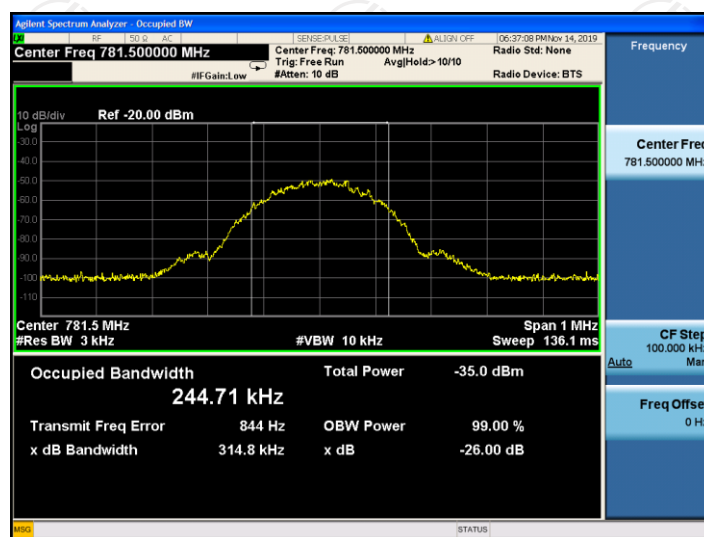 Agilent Spectrum Analyzer - Occupied BW
LXI RF 50 Ω AC SENSE:PULSE ALIGN OFF 06:37:08 PM Nov 14, 2019
Center Freq 781.500000 MHz
Center Freq: 781.500000 MHz
Radio Std: None
Trig: Free Run Avg|Hold:>10/10
#IFGain:Low
#Atten: 10 dB
Radio Device: BTS
Frequency
10 dB/div Ref -20.00 dBm
Log
-30.0
-40.0
-50.0
-60.0
-70.0
-80.0
-90.0
-100
-110
Center 781.5 MHz
Span 1 MHz
#Res BW 3 kHz
#VBW 10 kHz
Sweep 136.1 ms
Occupied Bandwidth
244.71 kHz
Total Power -35.0 dBm
Transmit Freq Error 844 Hz
OBW Power 99.00 %
x dB Bandwidth 314.8 kHz
x dB -26.00 dB
Center Freq
781.500000 MHz
CF Step
100.000 kHz
Auto Man
Freq Offse
0 Hz
MSG
STATUS